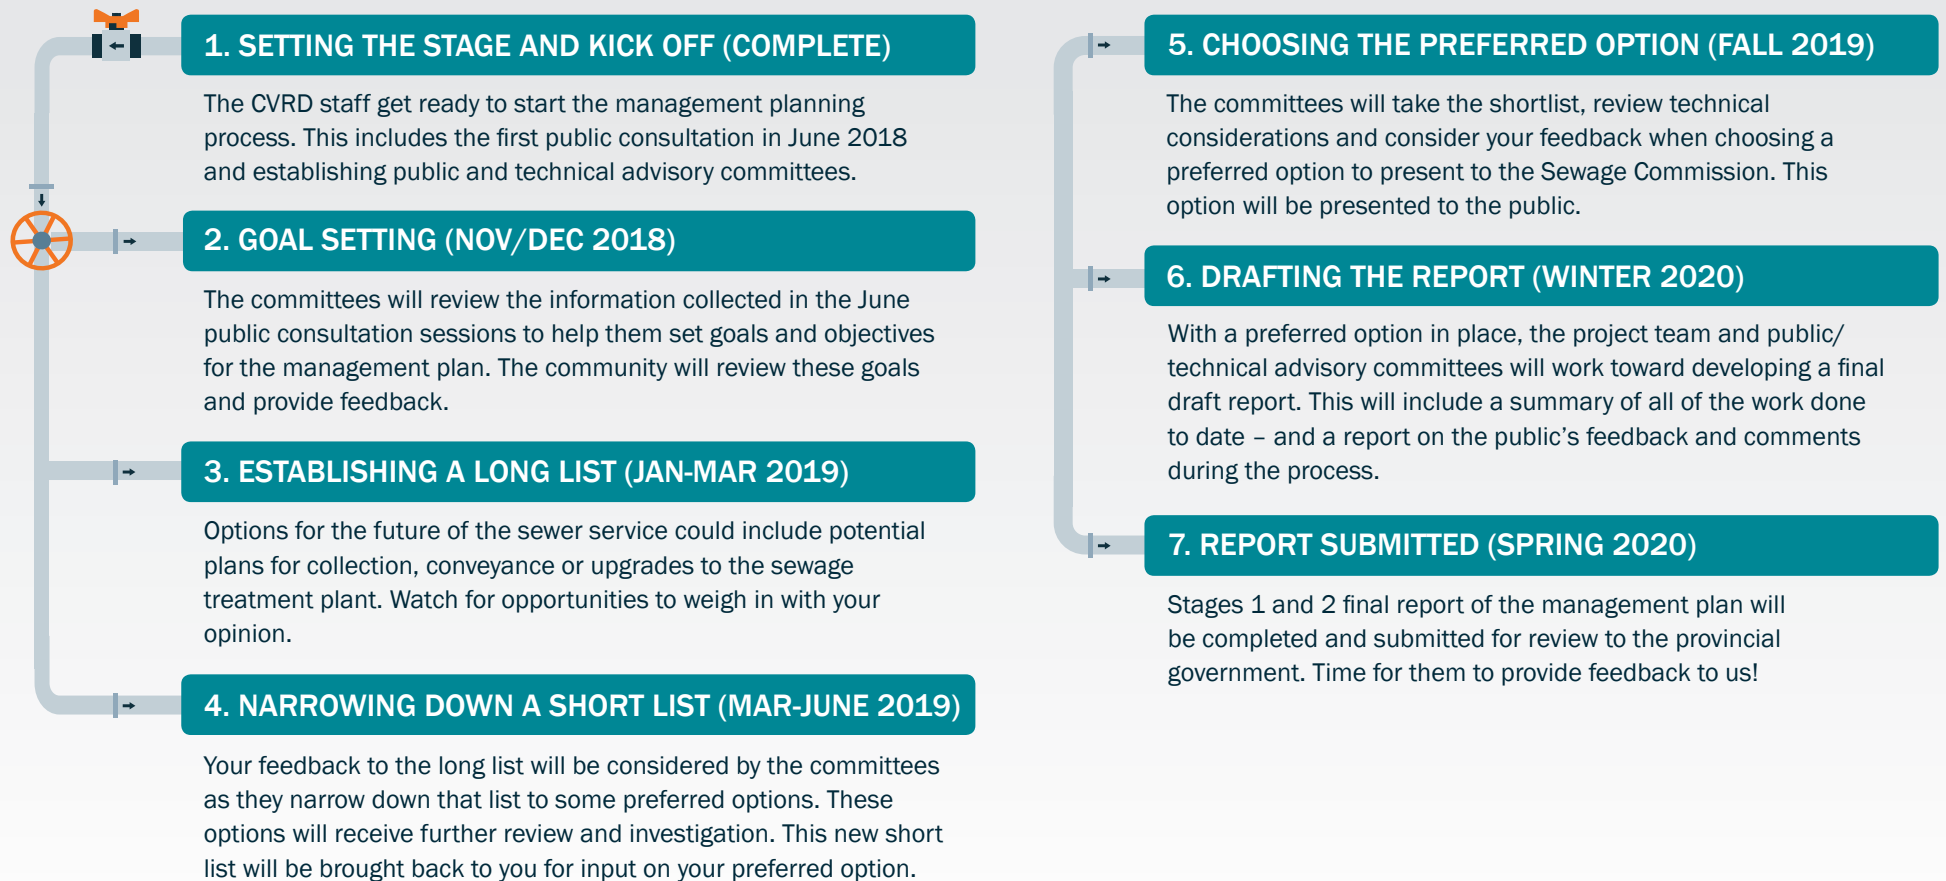 1. SETTING THE STAGE AND KICK OFF (COMPLETE)
The CVRD staff get ready to start the management planning
process. This includes the first public consultation in June 2018
and establishing public and technical advisory committees.
2. GOAL SETTING (NOV/DEC 2018)
The committees will review the information collected in the June
public consultation sessions to help them set goals and objectives
for the management plan. The community will review these goals
and provide feedback.
3. ESTABLISHING A LONG LIST (JAN-MAR 2019)
Options for the future of the sewer service could include potential
plans for collection, conveyance or upgrades to the sewage
treatment plant. Watch for opportunities to weigh in with your
opinion.
4. NARROWING DOWN A SHORT LIST (MAR-JUNE 2019)
Your feedback to the long list will be considered by the committees
as they narrow down that list to some preferred options. These
options will receive further review and investigation. This new short
list will be brought back to you for input on your preferred option.
5. CHOOSING THE PREFERRED OPTION (FALL 2019)
The committees will take the shortlist, review technical
considerations and consider your feedback when choosing a
preferred option to present to the Sewage Commission. This
option will be presented to the public.
6. DRAFTING THE REPORT (WINTER 2020)
With a preferred option in place, the project team and public/
technical advisory committees will work toward developing a final
draft report. This will include a summary of all of the work done
to date – and a report on the public’s feedback and comments
during the process.
7. REPORT SUBMITTED (SPRING 2020)
Stages 1 and 2 final report of the management plan will
be completed and submitted for review to the provincial
government. Time for them to provide feedback to us!